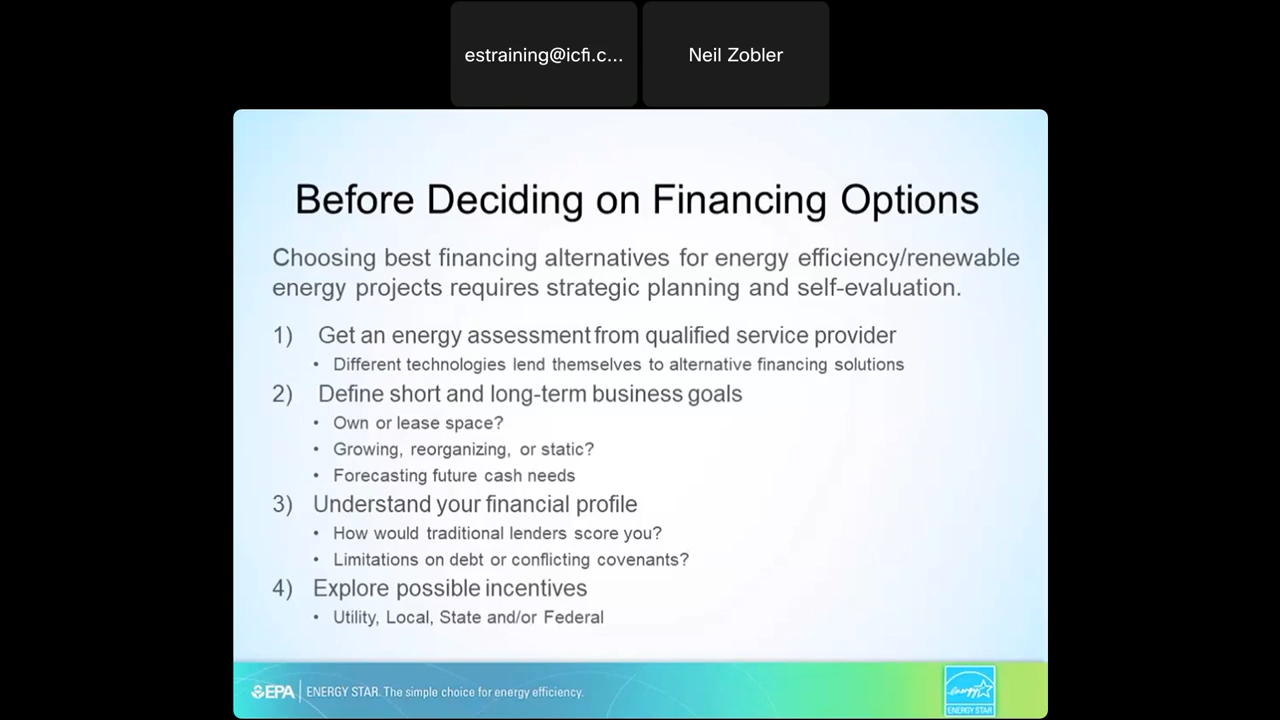 estraining@icfi.c...
Neil Zobler
Before Deciding on Financing Options
Choosing best financing alternatives for energy efficiency/renewable
energy projects requires strategic planning and self-evaluation.
1) Get an energy assessment from qualified service provider
• Different technologies lend themselves to alternative financing solutions
2) Define short and long-term business goals
• Own or lease space?
• Growing, reorganizing, or static?
• Forecasting future cash needs
3) Understand your financial profile
• How would traditional lenders score you?
• Limitations on debt or conflicting covenants?
4) Explore possible incentives
• Utility, Local, State and/or Federal
EPA | ENERGY STAR. The simple choice for energy efficiency.
energy
ENERGY STAR